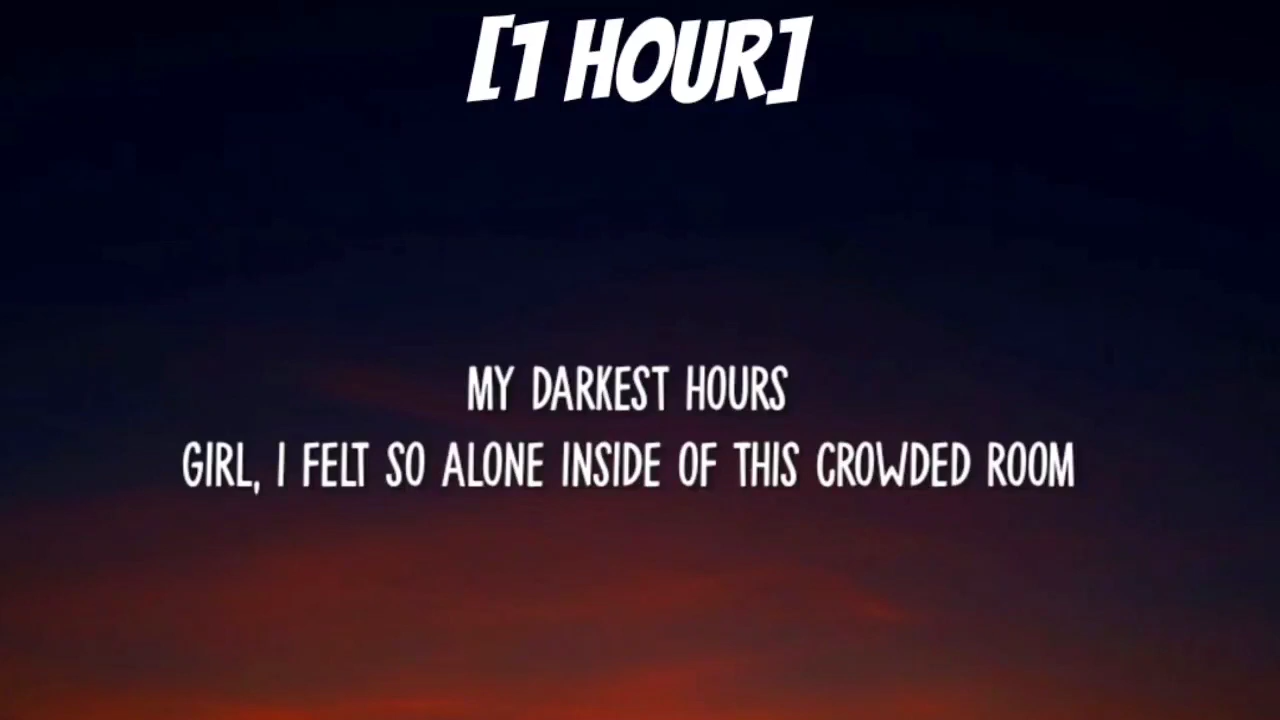 [1 HOUR]
MY DARKEST HOURS
GIRL, I FELT SO ALONE INSIDE OF THIS CROWDED ROOM